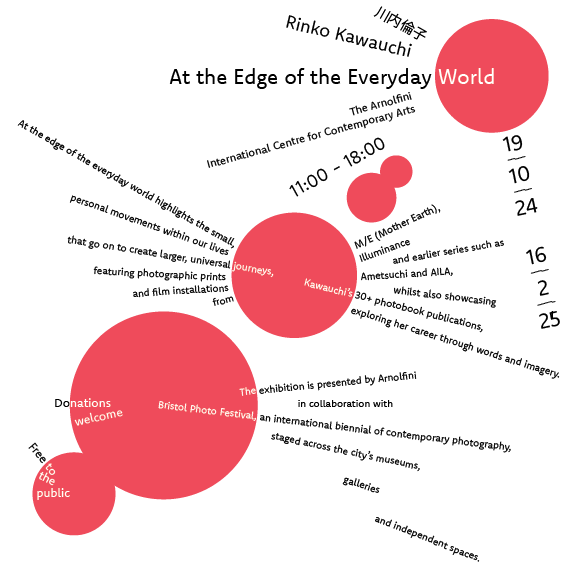 川内倫子
Rinko Kawauchi
At the Edge of the Everyday World
The Arnolfini
International Centre for Contemporary Arts
11:00 - 18:00
19
10
24
16
2
25
At the edge of the everyday world highlights the small,
personal movements within our lives
that go on to create larger, universal journeys,
featuring photographic prints
and film installations
from
Kawauchi's
M/E (Mother Earth),
Illuminance
and earlier series such as
Ametsuchi and AILA,
whilst also showcasing
30+ photobook publications,
exploring her career through words and imagery.
The exhibition is presented by Arnolfini
in collaboration with
Bristol Photo Festival, an international biennial of contemporary photography,
staged across the city's museums,
galleries
and independent spaces.
Donations
welcome
Free to
the
public